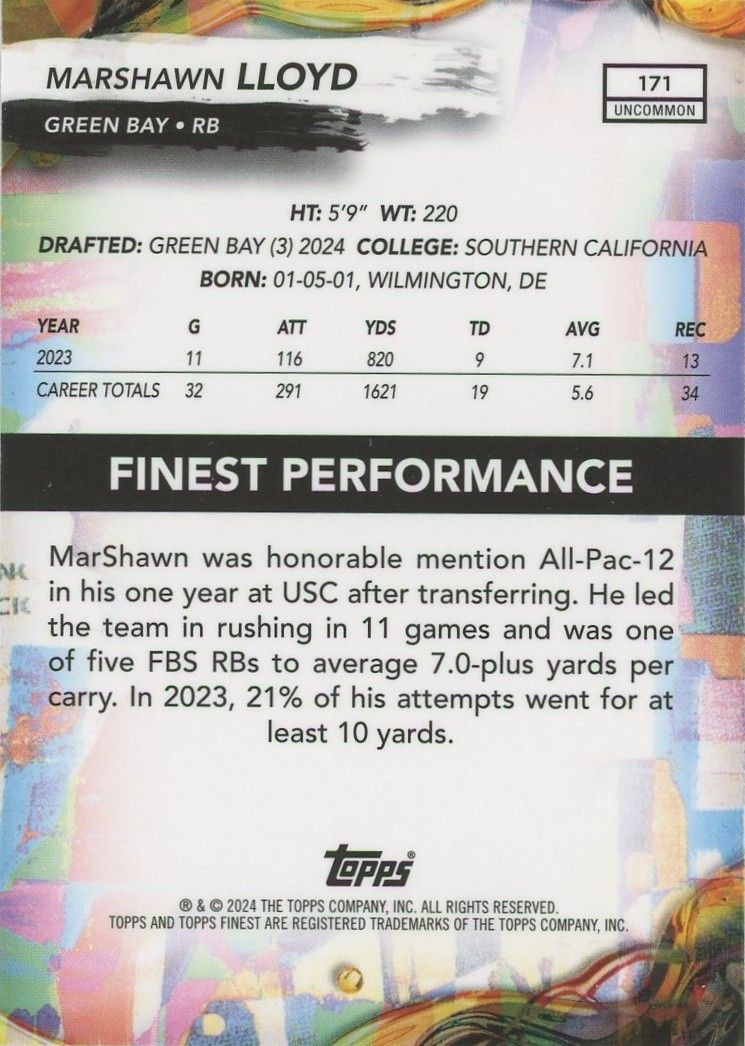 MARSHAWN LLOYD
GREEN BAY • RB
171
UNCOMMON
HT: 5'9" WT: 220
DRAFTED: GREEN BAY (3) 2024 COLLEGE: SOUTHERN CALIFORNIA
BORN: 01-05-01, WILMINGTON, DE
YEAR G ATT YDS TD AVG REC
2023 11 116 820 9 7.1 13
CAREER TOTALS 32 291 1621 19 5.6 34
FINEST PERFORMANCE
MarShawn was honorable mention All-Pac-12
in his one year at USC after transferring. He led
the team in rushing in 11 games and was one
of five FBS RBs to average 7.0-plus yards per
carry. In 2023, 21% of his attempts went for at
least 10 yards.
Topps®
® & © 2024 THE TOPPS COMPANY, INC. ALL RIGHTS RESERVED.
TOPPS AND TOPPS FINEST ARE REGISTERED TRADEMARKS OF THE TOPPS COMPANY, INC.